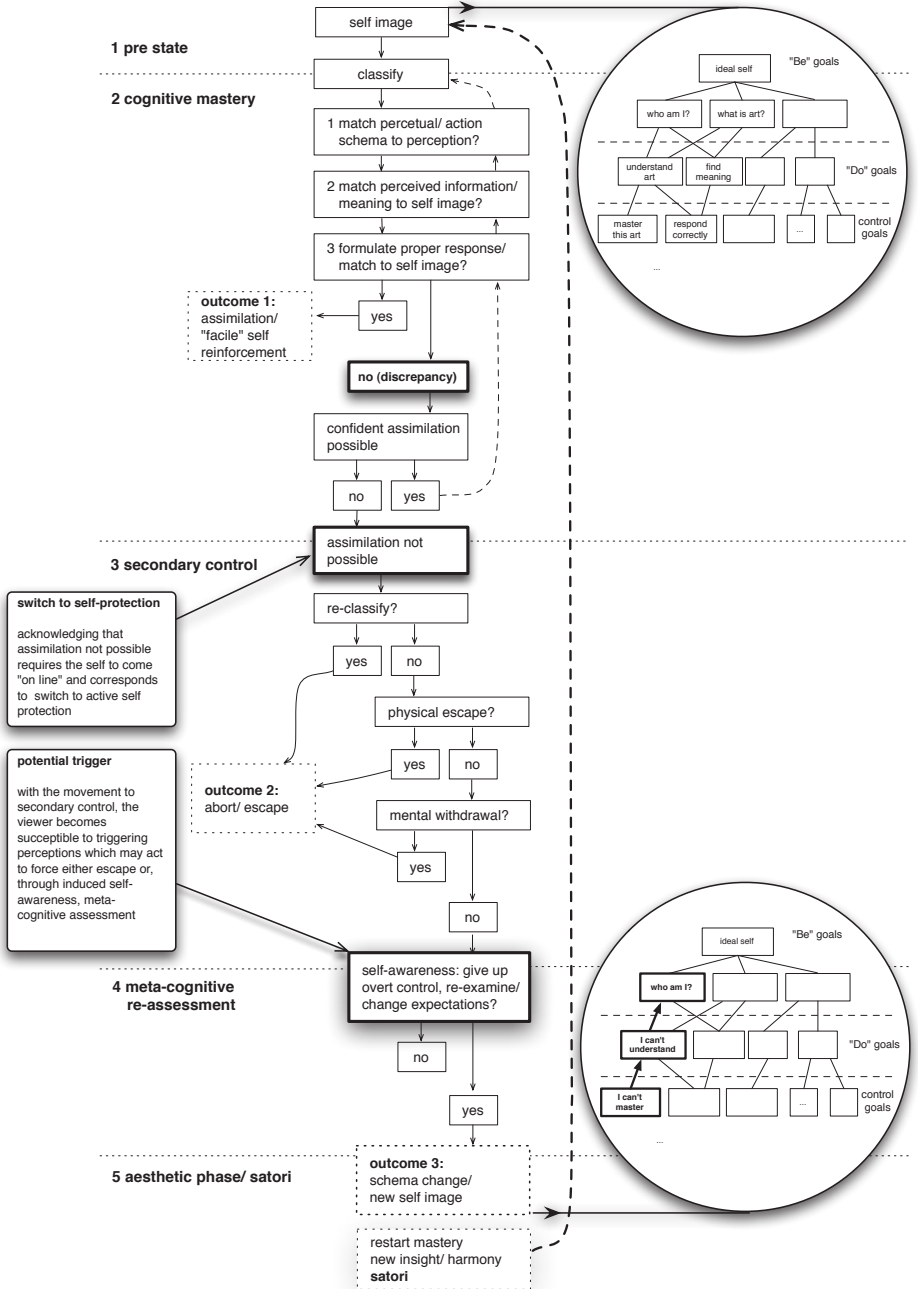 self image
1 pre state
classify
2 cognitive mastery
1 match percetual/ action
schema to perception?
2 match perceived information/
meaning to self image?
3 formulate proper response/
match to self image?
outcome 1:
assimilation/
"facile" self
reinforcement
yes
no (discrepancy)
confident assimilation
possible
no
yes
assimilation not
possible
3 secondary control
switch to self-protection
acknowledging that
assimilation not possible
requires the self to come
"on line" and corresponds
to switch to active self
protection
re-classify?
yes
no
physical escape?
yes
no
outcome 2:
abort/ escape
mental withdrawal?
yes
no
potential trigger
with the movement to
secondary control, the
viewer becomes
succeptible to triggering
perceptions which may act
to force either escape or,
through induced self-
awareness, meta-
cognitive assessment
4 meta-cognitive
re-assessment
self-awareness: give up
overt control, re-examine/
change expectations?
no
yes
5 aesthetic phase/ satori
outcome 3:
schema change/
new self image
restart mastery
new insight/ harmony
satori
"Be" goals
ideal self
who am I?
what is art?
"Do" goals
understand
art
find
meaning
control
goals
master
this art
respond
correctly
...
...
"Be" goals
ideal self
who am I?
"Do" goals
I can't
understand
control
goals
I can't
master
...
...